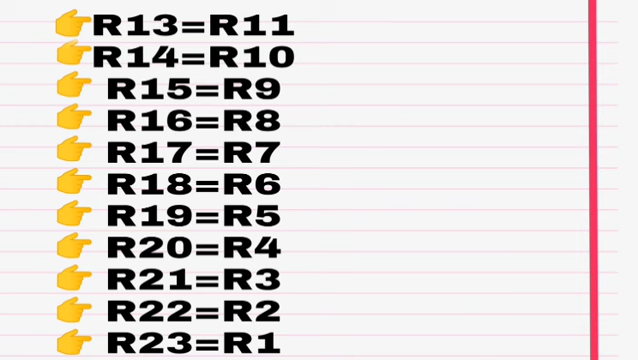 👉R13=R11
👉R14=R10
👉 R15=R9
👉 R16=R8
👉 R17=R7
👉 R18=R6
👉 R19=R5
👉 R20=R4
👉 R21=R3
👉 R22=R2
👉 R23=R1